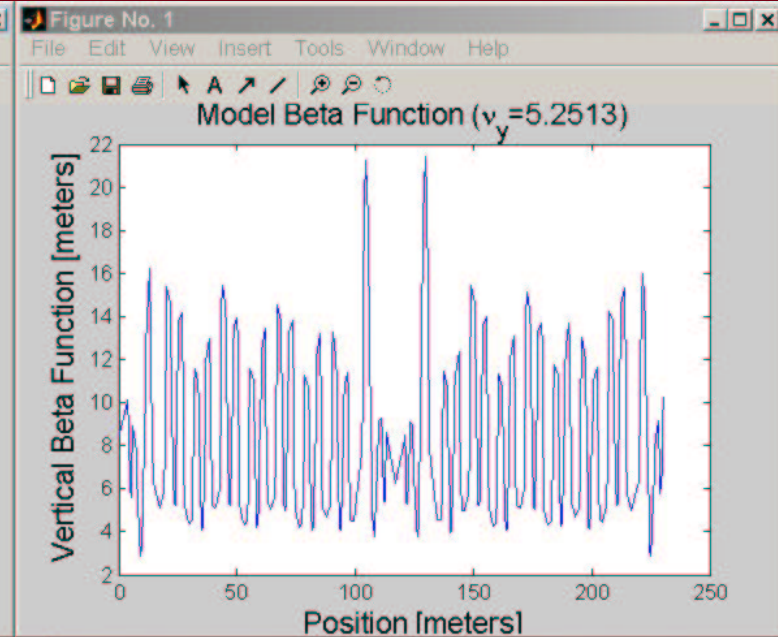 Figure No. 1
File Edit View Insert Tools Window Help
A
Model Beta Function (νy=5.2513)
Vertical Beta Function [meters]
22
20
18
16
14
12
10
8
6
4
2
0 50 100 150 200 250
Position [meters]